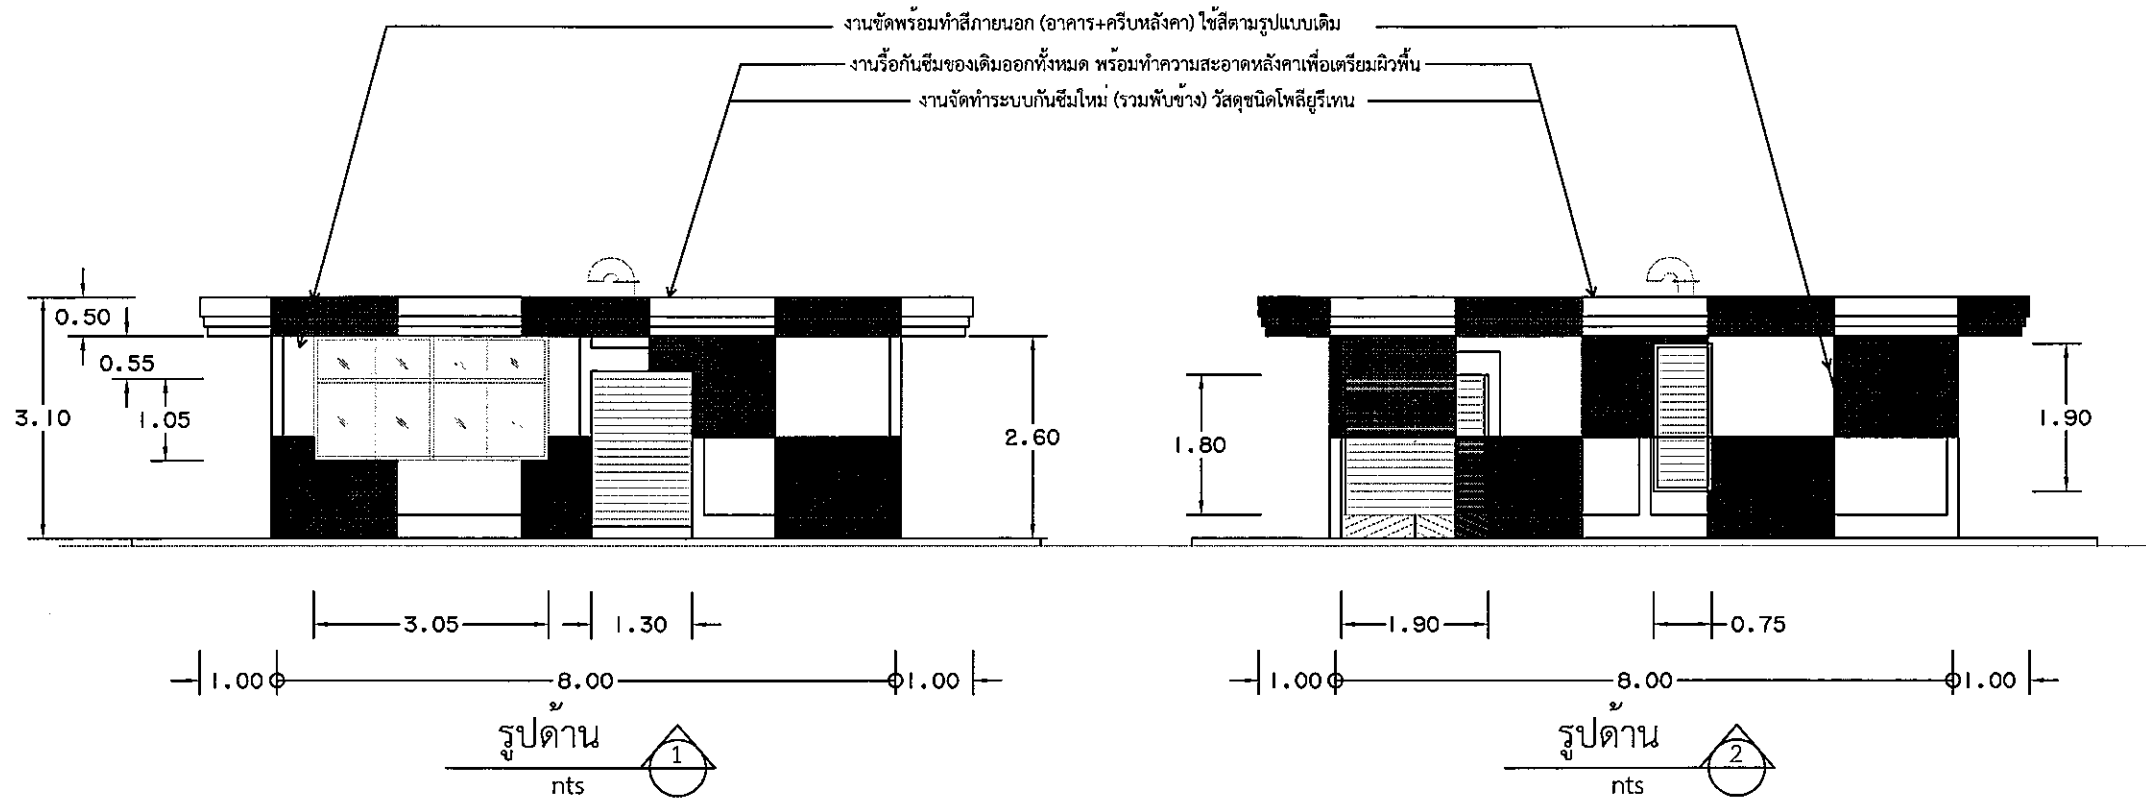 งานขัดพร้อมทำสีภายนอก (อาคาร+ครีบหลังคา) ใช้สีตามรูปแบบเดิม
งานรื้อกันซึมของเดิมออกทั้งหมด พร้อมทำความสะอาดหลังคาเพื่อเตรียมผิวพื้น
งานจัดทำระบบกันซึมใหม่ (รวมพับข้าง) วัสดุชนิดโพลียูรีเทน
0.50
0.55
3.10
1.05
2.60
3.05
1.30
1.00
8.00
1.00
รูปด้าน
1
nts
1.80
1.90
1.90
0.75
1.00
8.00
1.00
รูปด้าน
2
nts